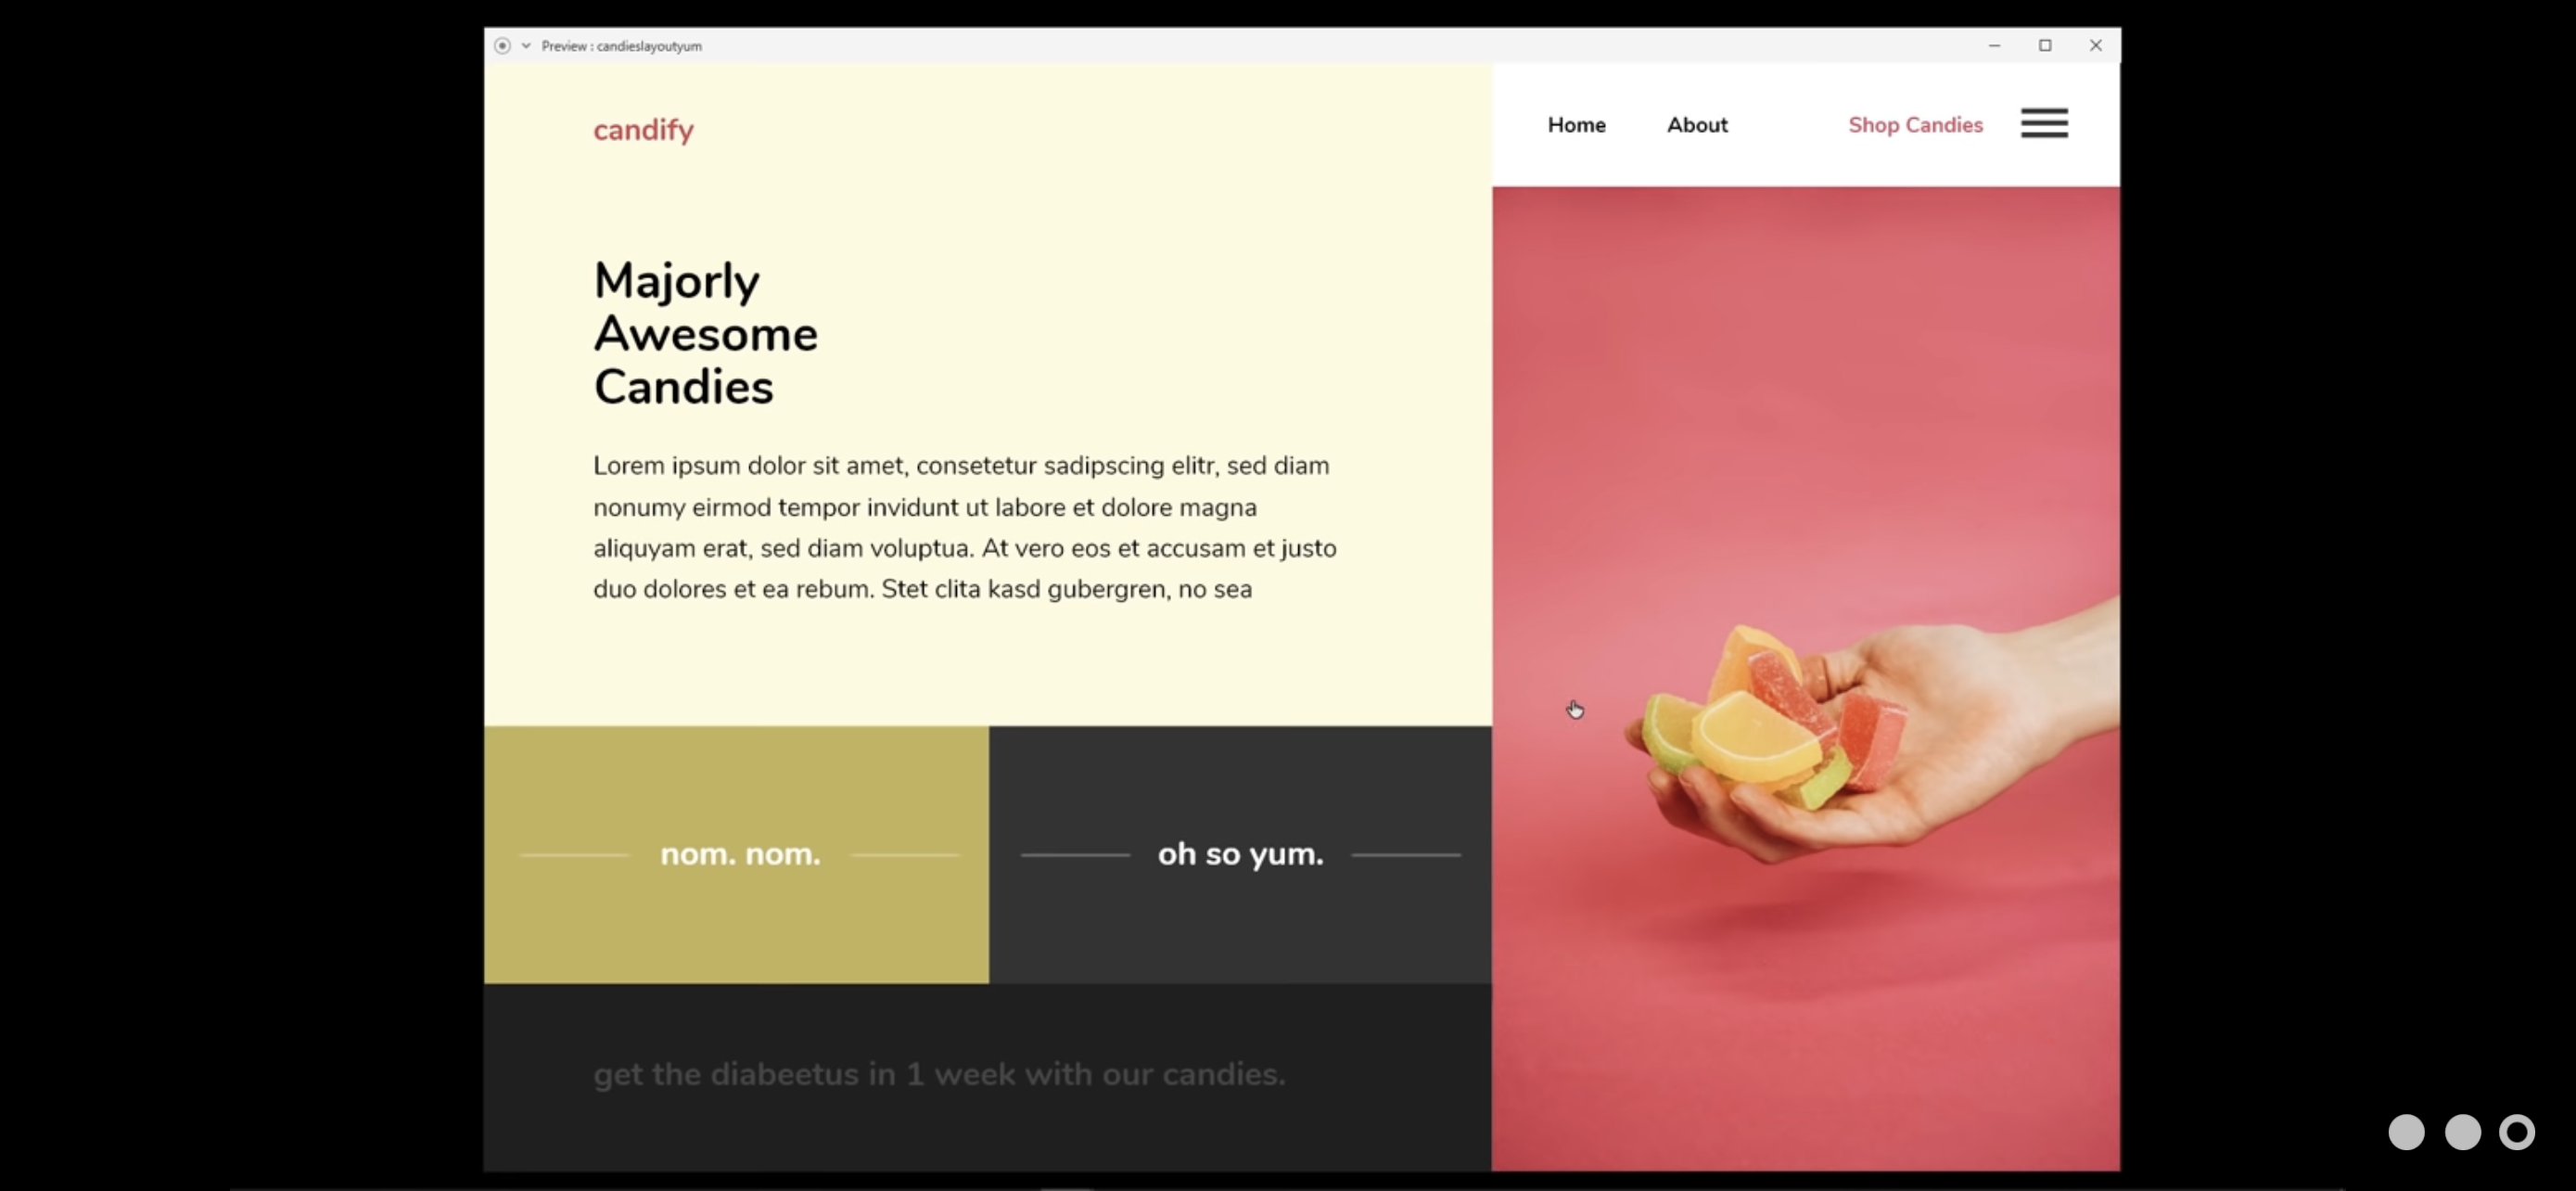 Preview : candieslayoutyum
candify
Home About Shop Candies
Majorly
Awesome
Candies
Lorem ipsum dolor sit amet, consetetur sadipscing elitr, sed diam
nonumy eirmod tempor invidunt ut labore et dolore magna
aliquyam erat, sed diam voluptua. At vero eos et accusam et justo
duo dolores et ea rebum. Stet clita kasd gubergren, no sea
nom. nom.
oh so yum.
get the diabeetus in 1 week with our candies.